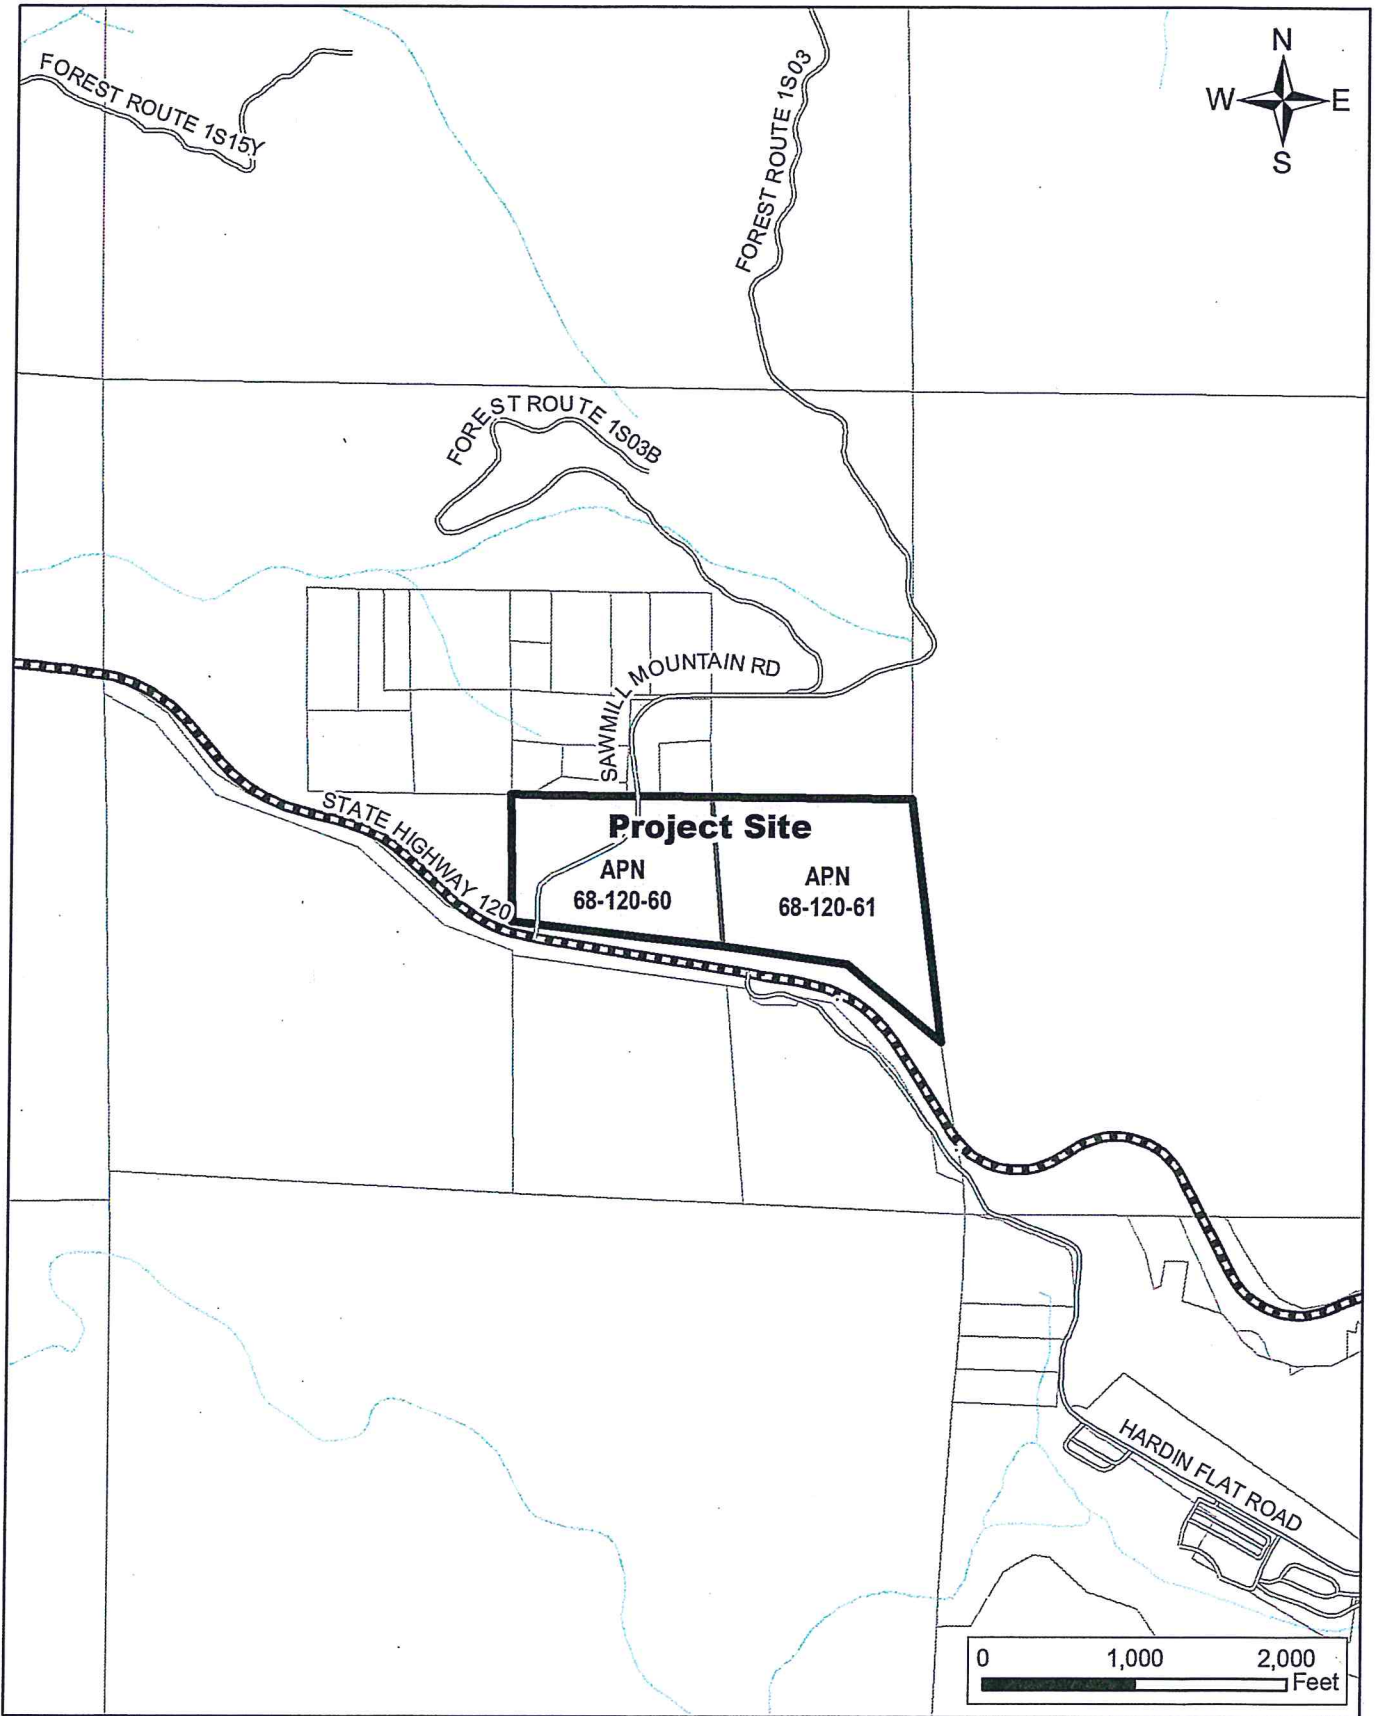 N
W E
S
FOREST ROUTE 1S15Y
FOREST ROUTE 1S03
FOREST ROUTE 1S03B
SAWMILL MOUNTAIN RD
STATE HIGHWAY 120
Project Site
APN
68-120-60
APN
68-120-61
HARDIN FLAT ROAD
0 1,000 2,000
Feet